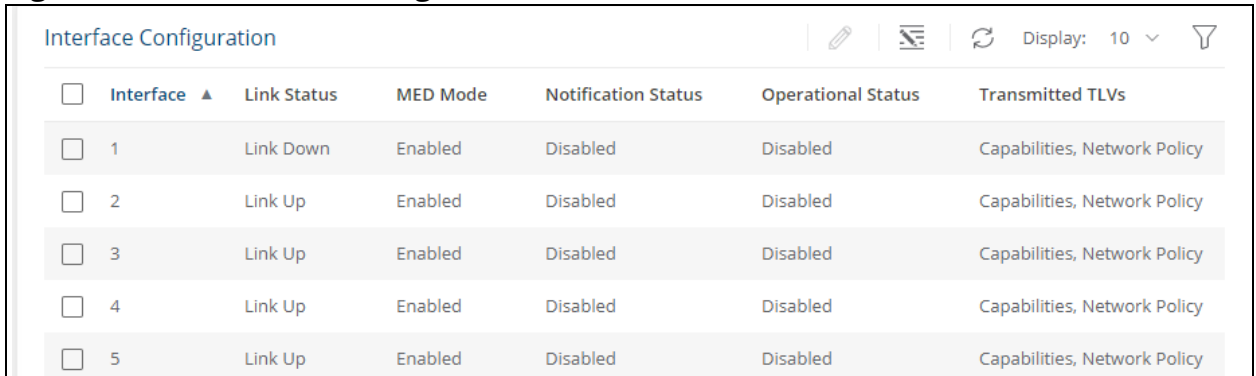 Interface Configuration Display: 10
Interface ▲ Link Status MED Mode Notification Status Operational Status Transmitted TLVs
1 Link Down Enabled Disabled Disabled Capabilities, Network Policy
2 Link Up Enabled Disabled Disabled Capabilities, Network Policy
3 Link Up Enabled Disabled Disabled Capabilities, Network Policy
4 Link Up Enabled Disabled Disabled Capabilities, Network Policy
5 Link Up Enabled Disabled Disabled Capabilities, Network Policy